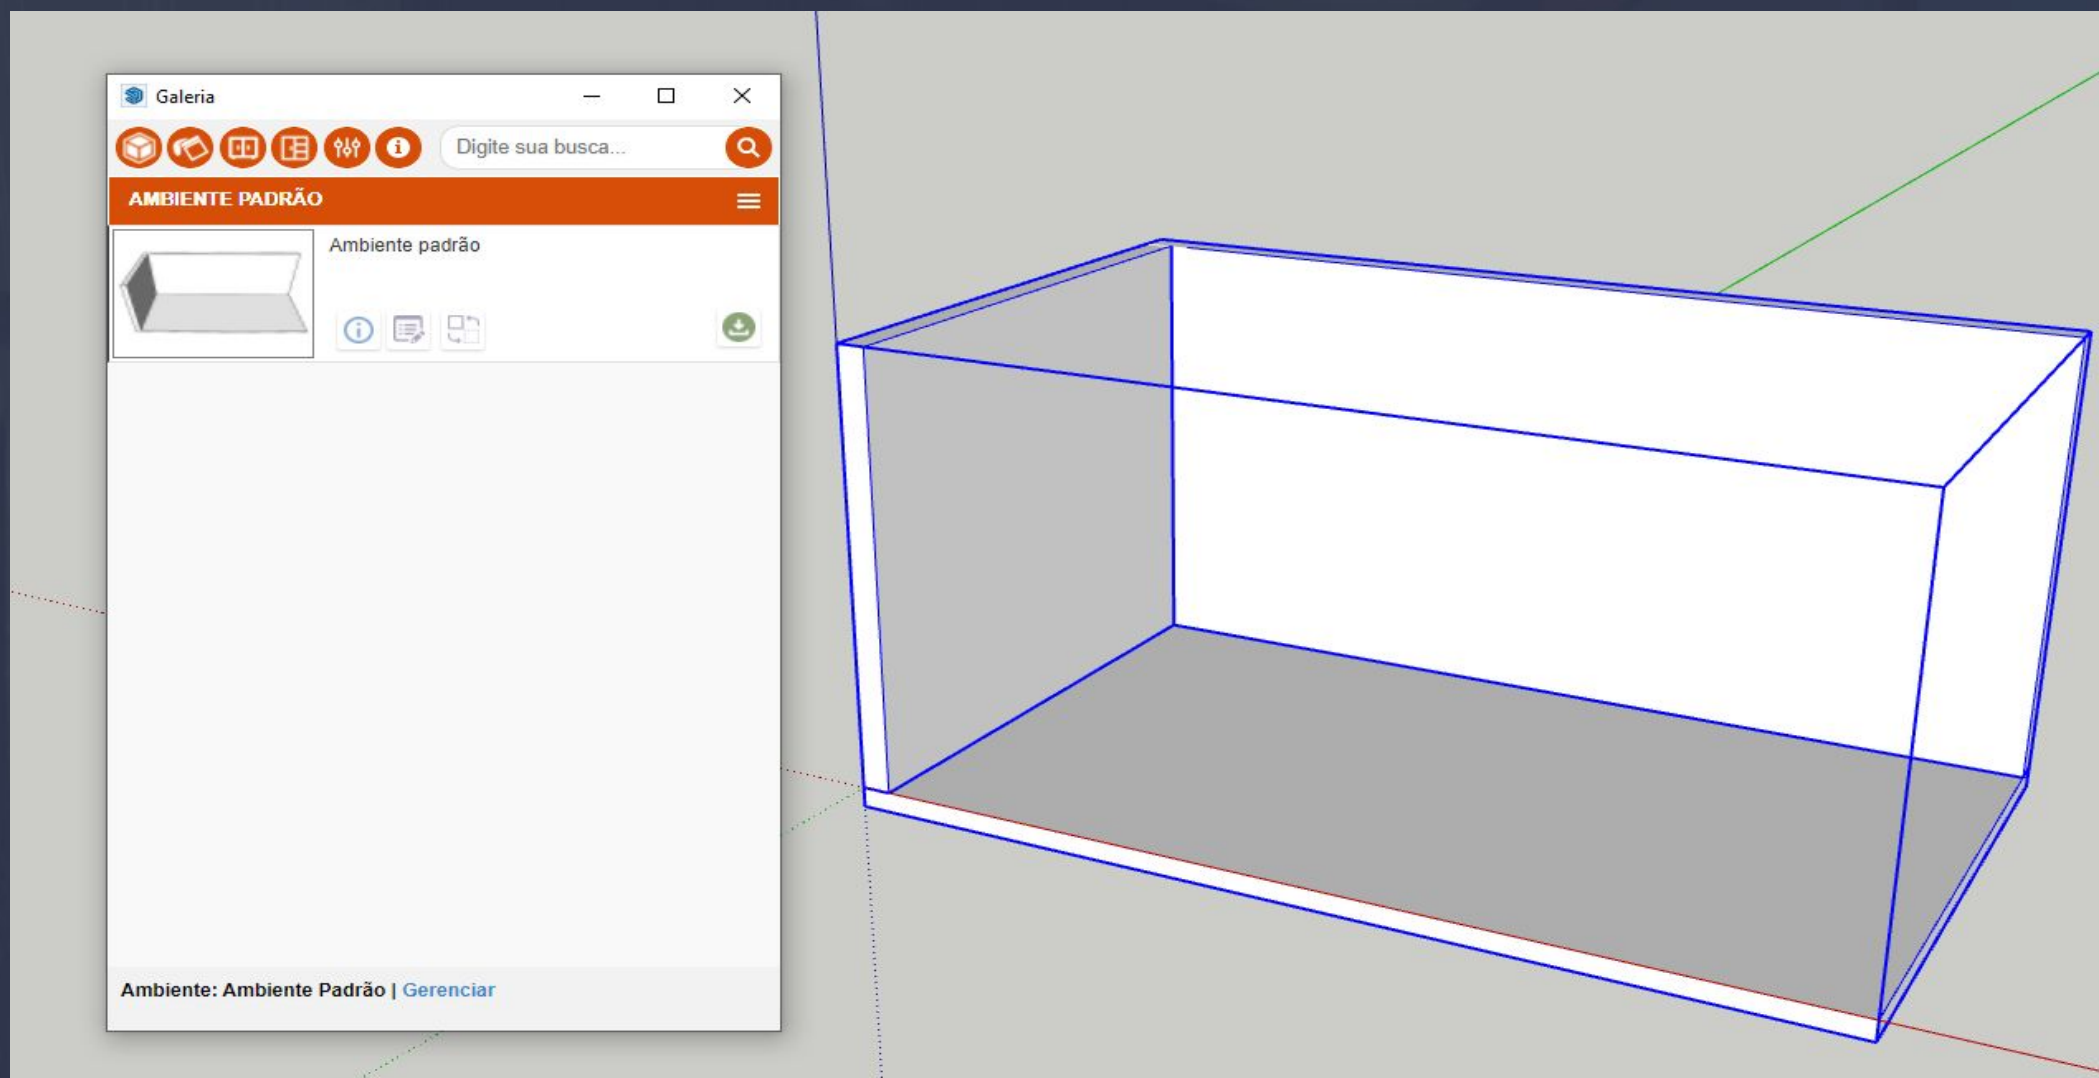 Galeria
Digite sua busca...
AMBIENTE PADRÃO
Ambiente padrão
Ambiente: Ambiente Padrão | Gerenciar